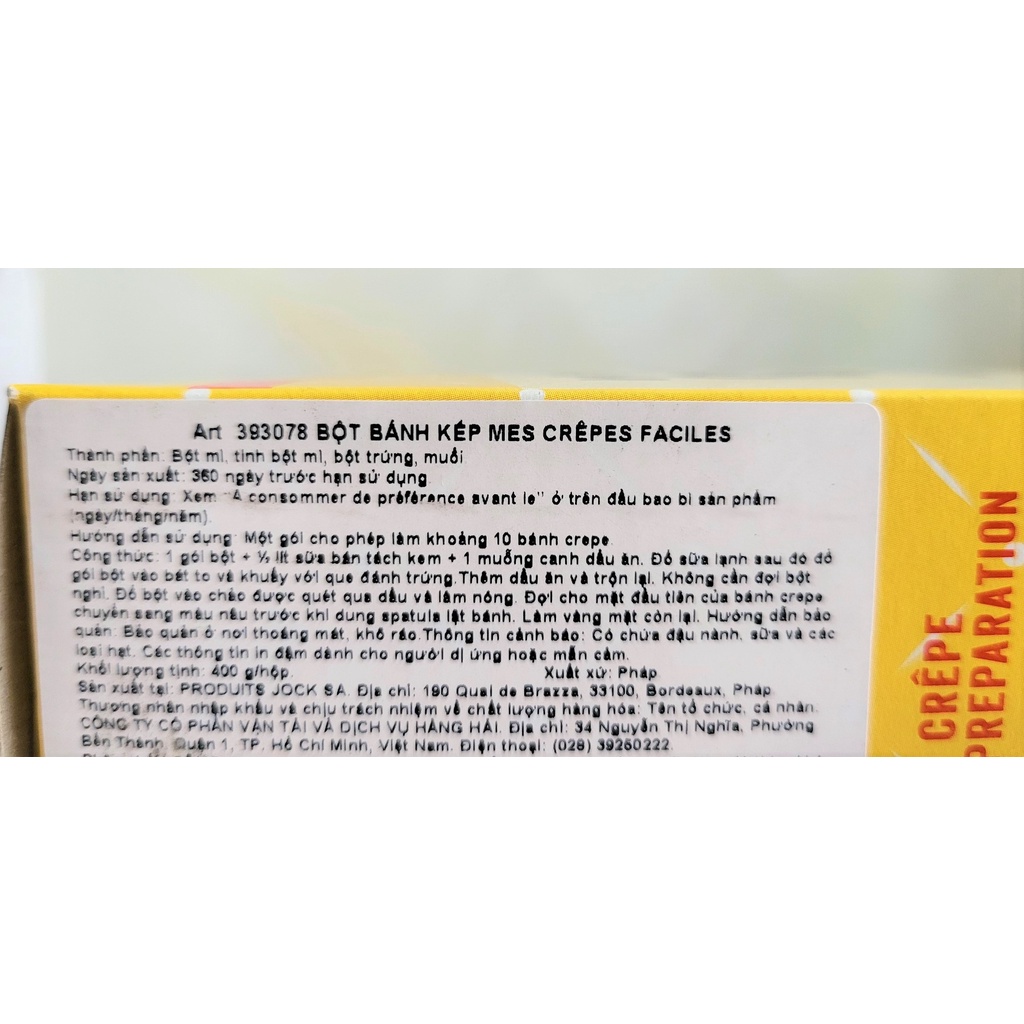 Art 393078 BỘT BÁNH KẾP MES CRÊPES FACILES
Thành phần: Bột mì, tinh bột mì, bột trứng, muối
Ngày sản xuất: 360 ngày trước hạn sử dụng
Hạn sử dụng: Xem "A consommer de préférence avant le" ở trên đầu bao bì sản phẩm
(ngày/tháng/năm).
Hướng dẫn sử dụng: Một gói cho phép làm khoảng 10 bánh crepe.
Công thức: 1 gói bột + ½ lít sữa bán tách kem + 1 muỗng canh dầu ăn. Đổ sữa lạnh sau đó đổ
gói bột vào bát to và khuấy với que đánh trứng.Thêm dầu ăn và trộn lại. Không cần đợi bột
nghỉ. Đổ bột vào chảo được quét qua dầu và làm nóng. Đợi cho mặt đầu tiên của bánh crepe
chuyển sang màu nâu trước khi dùng spatula lật bánh. Làm vàng mặt còn lại. Hướng dẫn bảo
quản: Bảo quản ở nơi thoáng mát, khô ráo.Thông tin cảnh báo: Có chứa đậu nành, sữa và các
loại hạt. Các thông tin in đậm dành cho người dị ứng hoặc mẫn cảm.
Khối lượng tịnh: 400 g/hộp. Xuất xứ: Pháp
Sản xuất tại: PRODUITS JOCK SA. Địa chỉ: 190 Quai de Brazza, 33100, Bordeaux, Pháp
Thương nhân nhập khẩu và chịu trách nhiệm về chất lượng hàng hóa: Tên tổ chức, cá nhân.
CÔNG TY CỔ PHẦN VẬN TẢI VÀ DỊCH VỤ HÀNG HẢI. Địa chỉ: 34 Nguyễn Thị Nghĩa, Phường
Bến Thành, Quận 1, TP. Hồ Chí Minh, Việt Nam. Điện thoại: (028) 39250222.
CRÊPE
PREPARATION